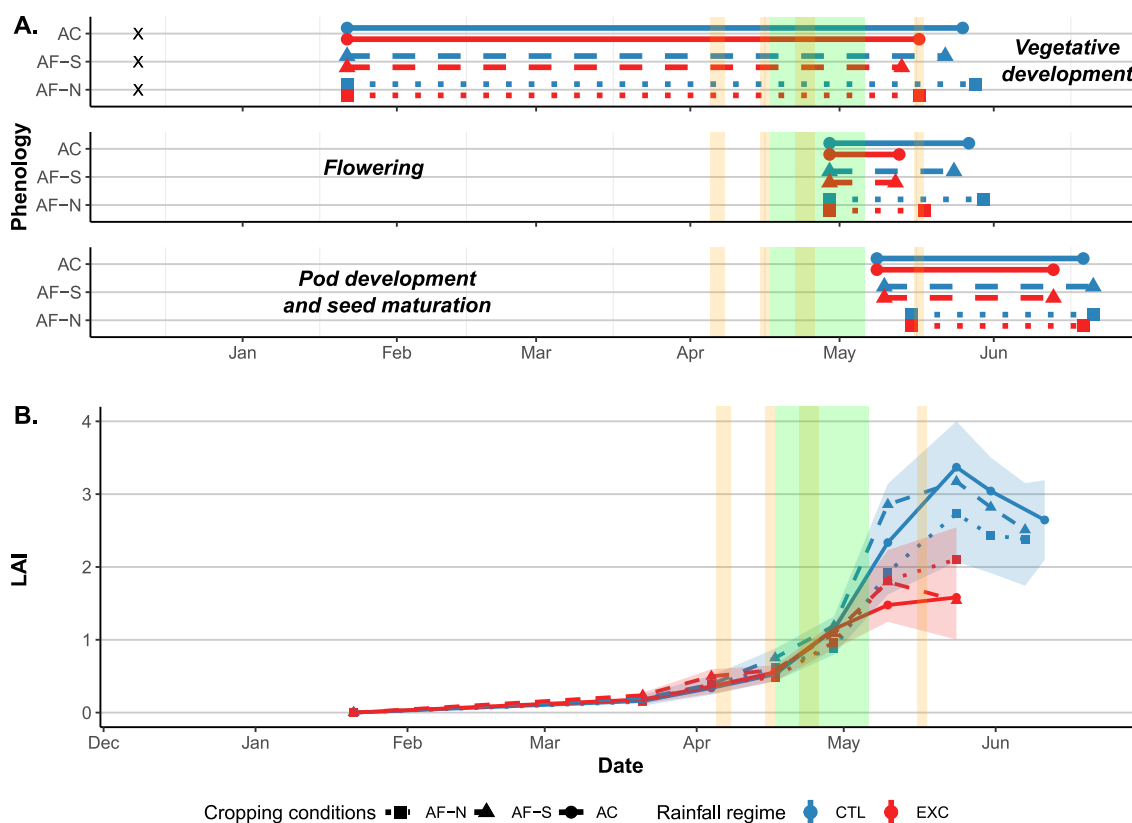 A.
AC
x
AF-S
x
AF-N
x
Vegetative
development
Phenology
AC
AF-S
AF-N
Flowering
AC
AF-S
AF-N
Pod development
and seed maturation
Jan Feb Mar Apr May Jun
B.
LAI
4
3
2
1
0
Dec Jan Feb Mar Apr May Jun
Date
Cropping conditions AF-N AF-S AC Rainfall regime CTL EXC